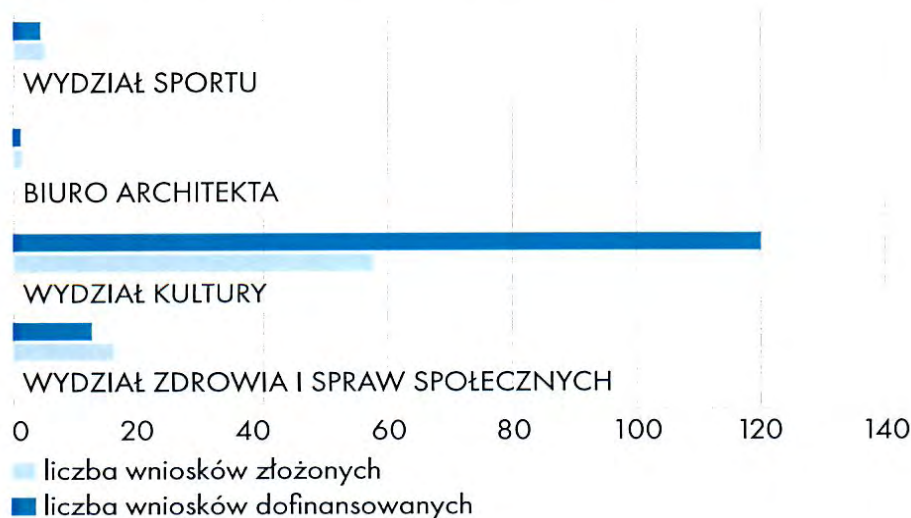 WYDZIAŁ SPORTU
BIURO ARCHITEKTA
WYDZIAŁ KULTURY
WYDZIAŁ ZDROWIA I SPRAW SPOŁECZNYCH
0 20 40 60 80 100 120 140
liczba wniosków złożonych
liczba wniosków dofinansowanych